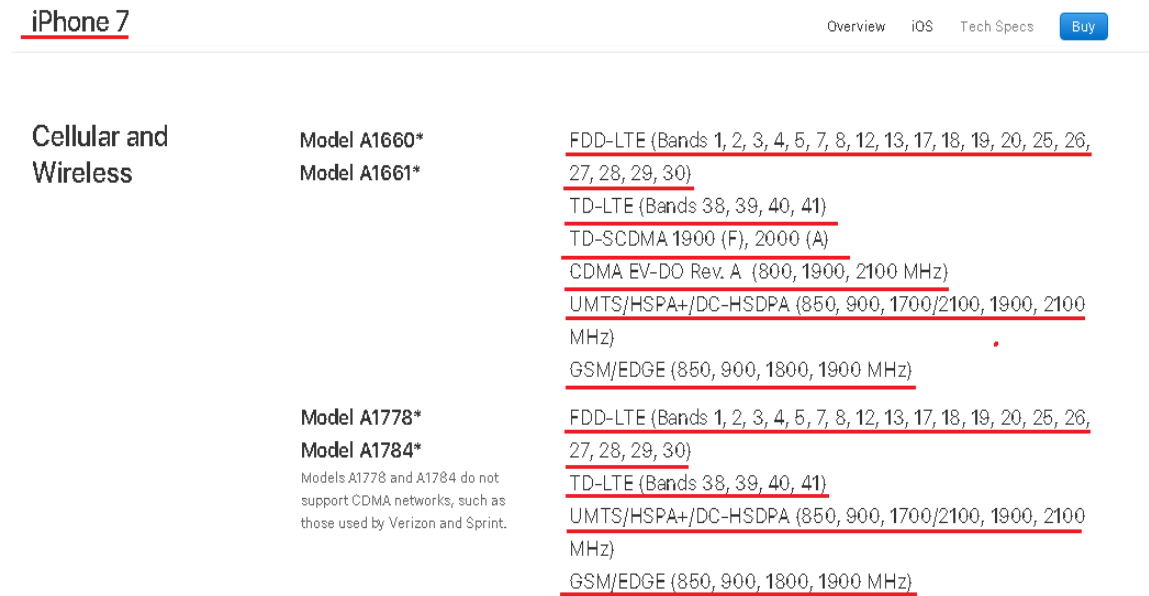 iPhone 7
Overview iOS Tech Specs Buy
Cellular and
Wireless
Model A1660*
Model A1661*
FDD-LTE (Bands 1, 2, 3, 4, 5, 7, 8, 12, 13, 17, 18, 19, 20, 25, 26,
27, 28, 29, 30)
TD-LTE (Bands 38, 39, 40, 41)
TD-SCDMA 1900 (F), 2000 (A)
CDMA EV-DO Rev. A (800, 1900, 2100 MHz)
UMTS/HSPA+/DC-HSDPA (850, 900, 1700/2100, 1900, 2100
MHz)
GSM/EDGE (850, 900, 1800, 1900 MHz)
Model A1778*
Model A1784*
Models A1778 and A1784 do not
support CDMA networks, such as
those used by Verizon and Sprint.
FDD-LTE (Bands 1, 2, 3, 4, 5, 7, 8, 12, 13, 17, 18, 19, 20, 25, 26,
27, 28, 29, 30)
TD-LTE (Bands 38, 39, 40, 41)
UMTS/HSPA+/DC-HSDPA (850, 900, 1700/2100, 1900, 2100
MHz)
GSM/EDGE (850, 900, 1800, 1900 MHz)